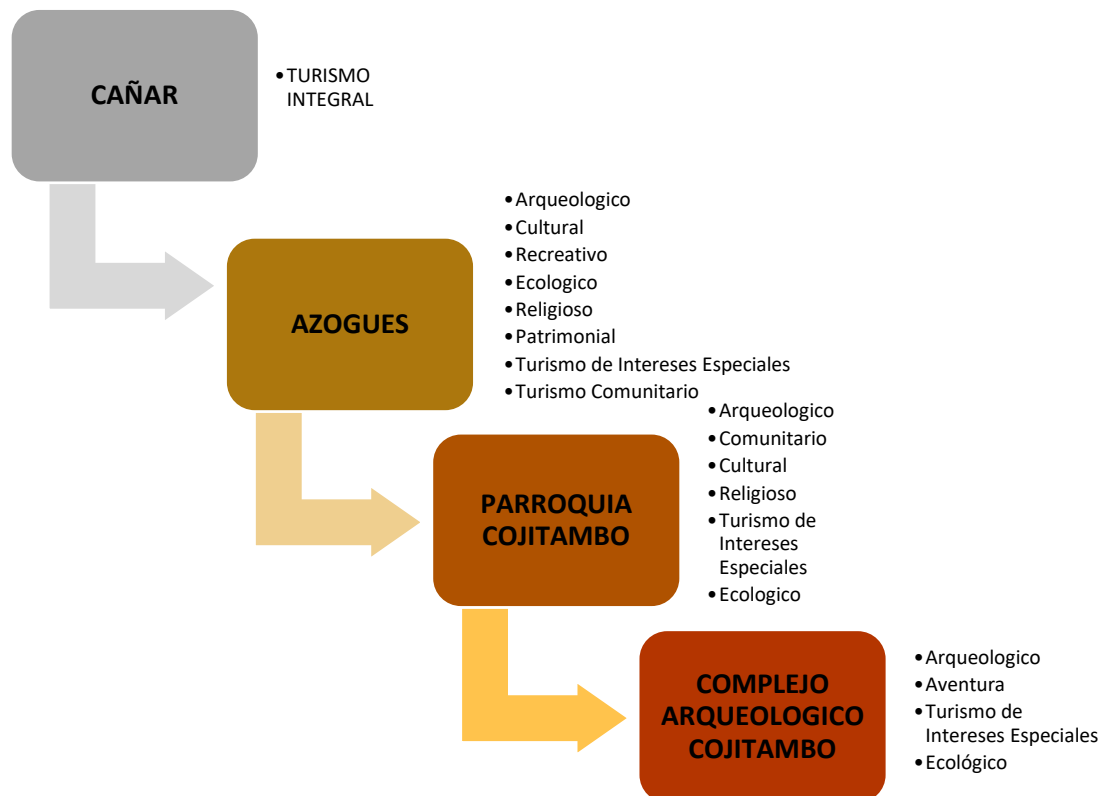 CAÑAR
•TURISMO
INTEGRAL
•Arqueologico
•Cultural
•Recreativo
•Ecologico
•Religioso
•Patrimonial
•Turismo de Intereses Especiales
•Turismo Comunitario
AZOGUES
•Arqueologico
•Comunitario
•Cultural
•Religioso
•Turismo de
Intereses
Especiales
•Ecologico
PARROQUIA
COJITAMBO
COMPLEJO
ARQUEOLOGICO
COJITAMBO
•Arqueologico
•Aventura
•Turismo de
Intereses Especiales
•Ecológico